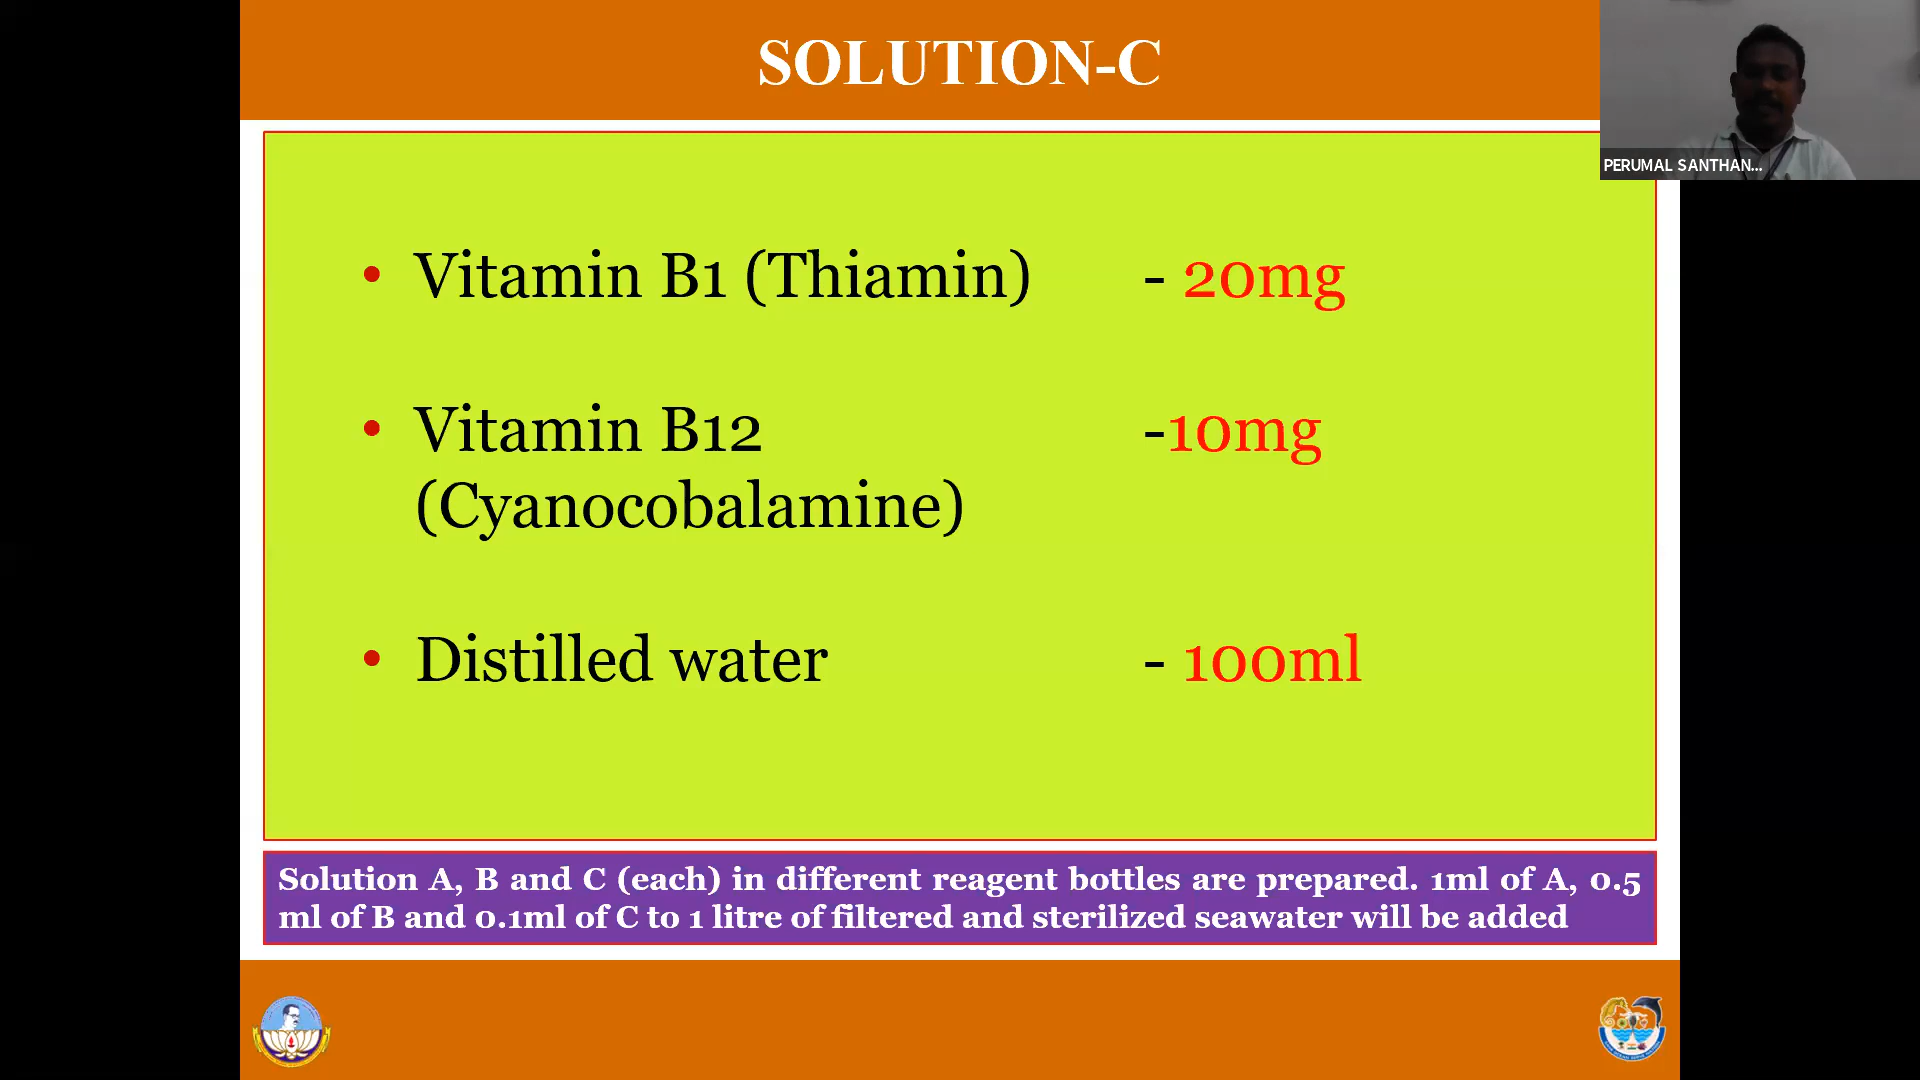 SOLUTION-C
PERUMAL SANTHAN...
• Vitamin B1 (Thiamin) - 20mg
• Vitamin B12 -10mg
(Cyanocobalamine)
• Distilled water - 100ml
Solution A, B and C (each) in different reagent bottles are prepared. 1ml of A, 0.5
ml of B and 0.1ml of C to 1 litre of filtered and sterilized seawater will be added